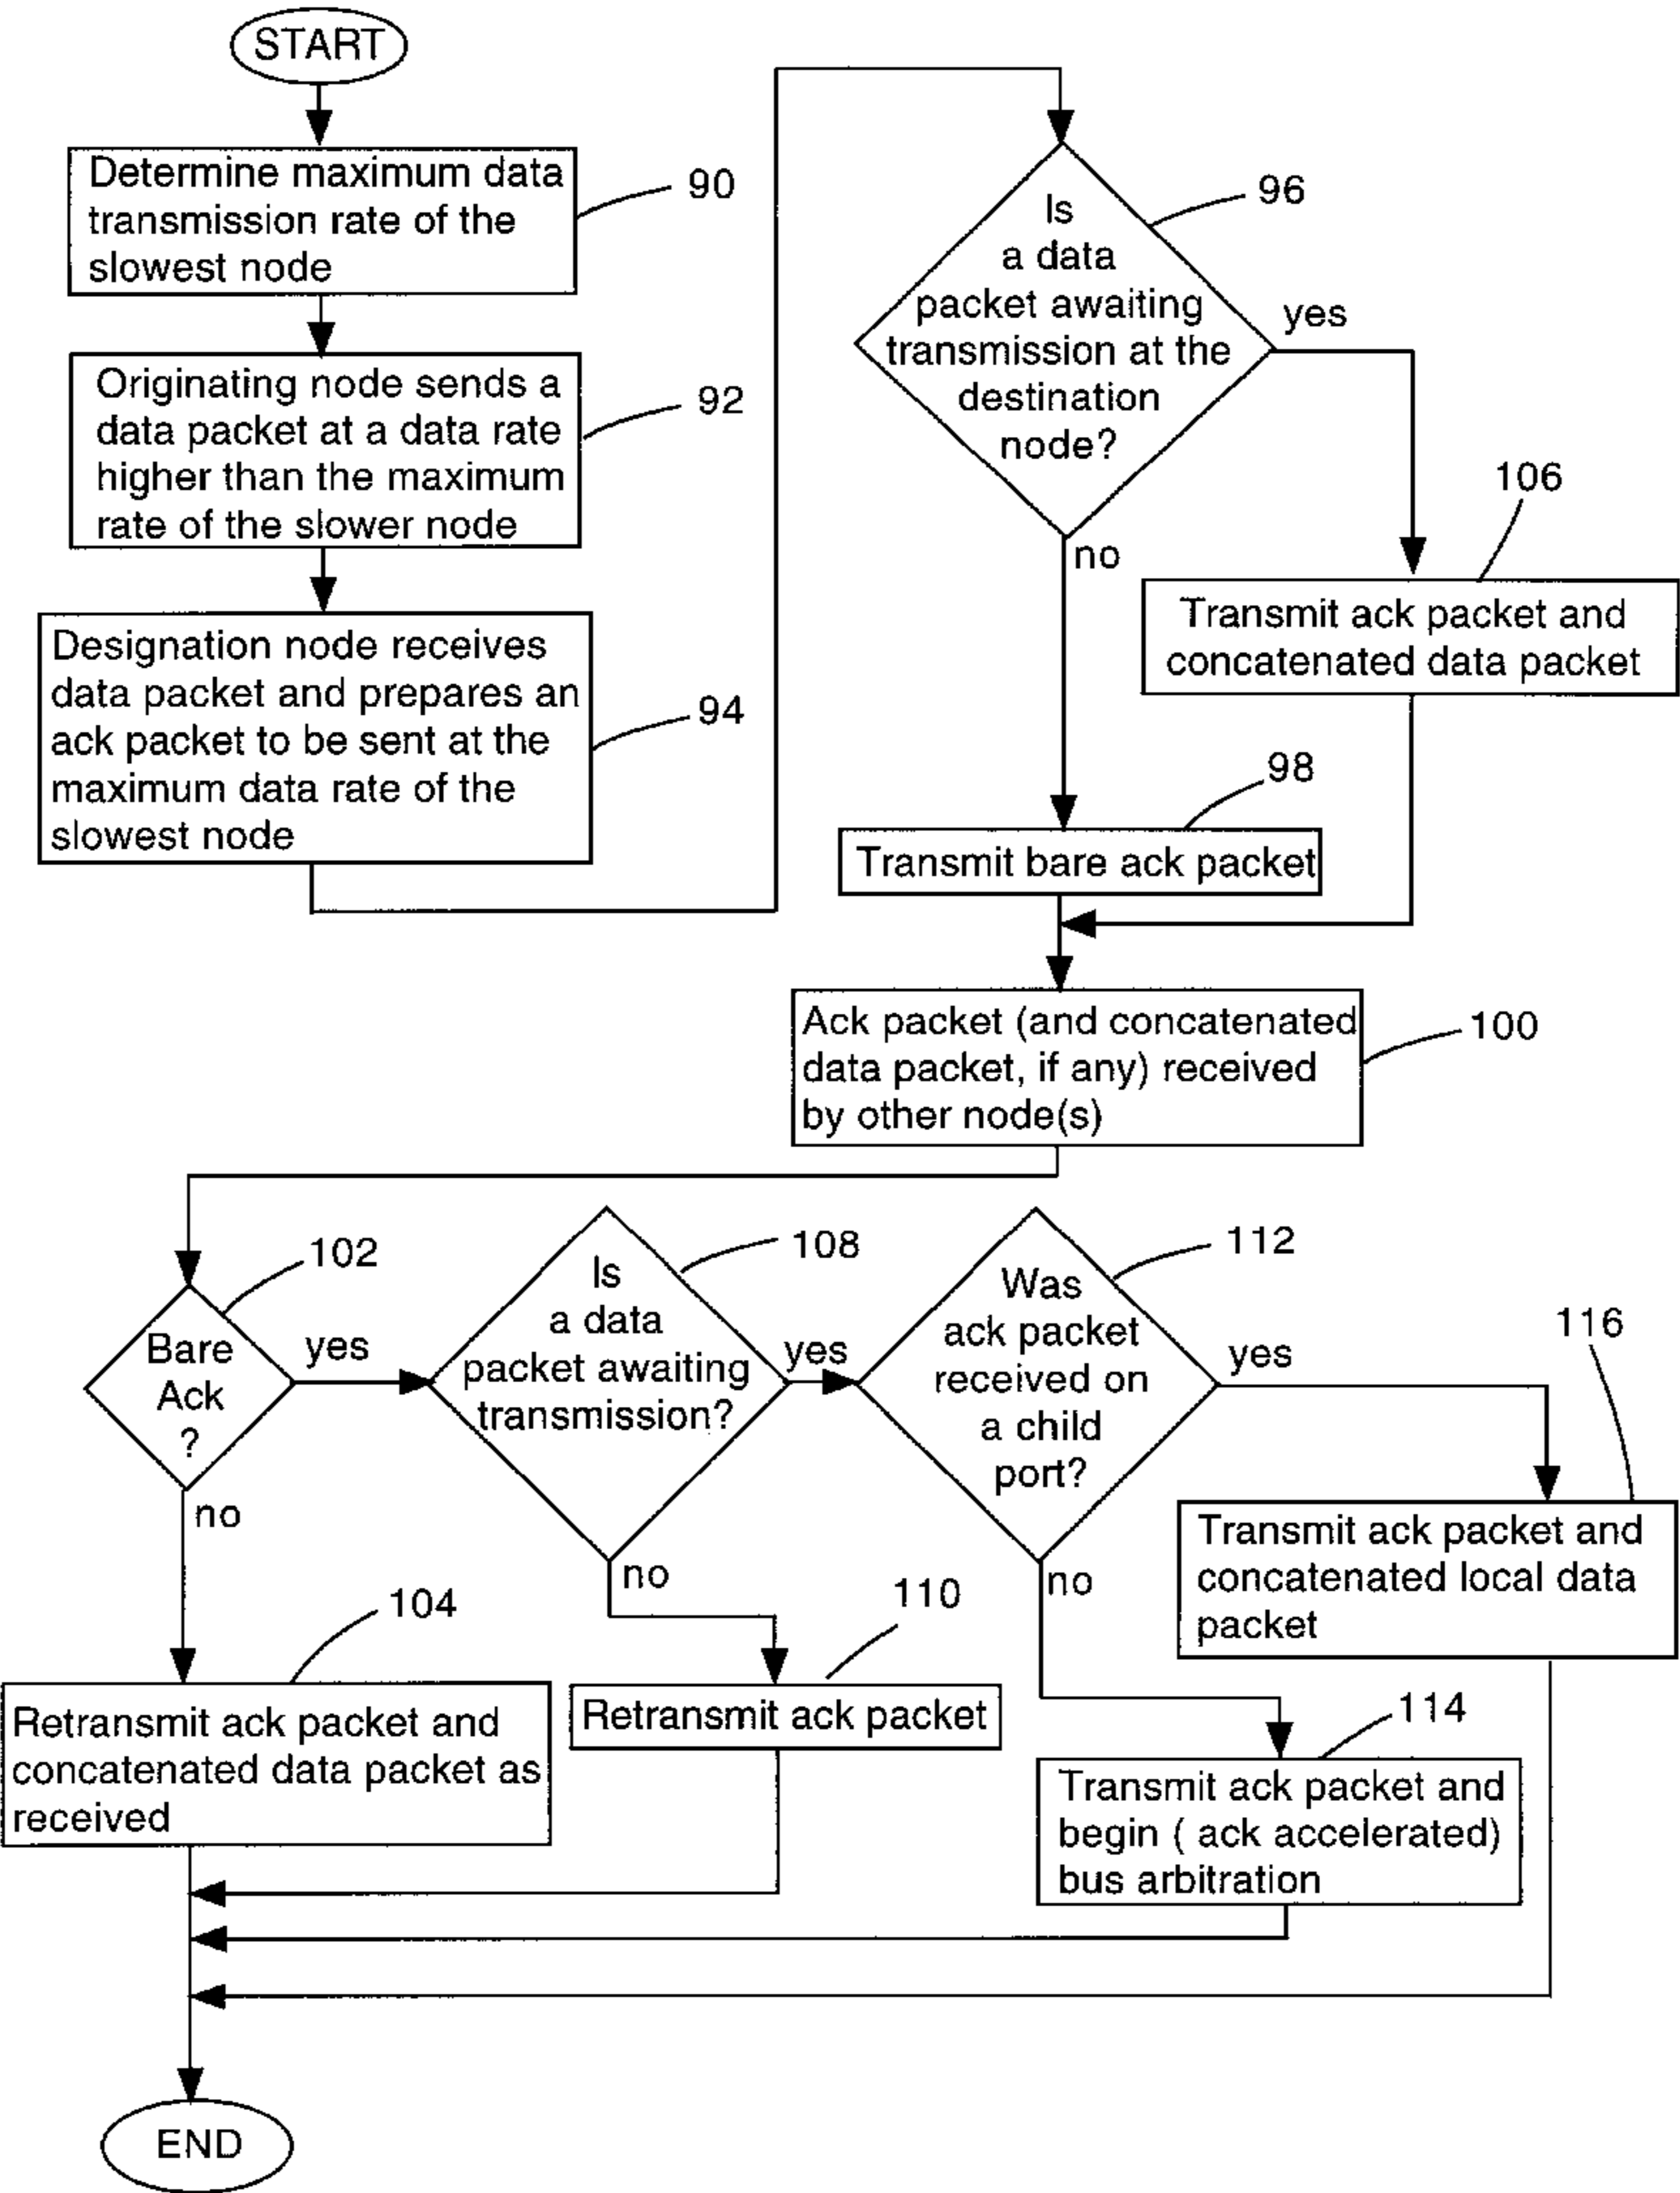 START
Determine maximum data
transmission rate of the
slowest node
90
Originating node sends a
data packet at a data rate
higher than the maximum
rate of the slower node
92
Designation node receives
data packet and prepares an
ack packet to be sent at the
maximum data rate of the
slowest node
94
Is
a data
packet awaiting
transmission at the
destination
node?
96
yes
no
106
Transmit ack packet and
concatenated data packet
98
Transmit bare ack packet
Ack packet (and concatenated
data packet, if any) received
by other node(s)
100
Bare
Ack
?
102
yes
no
Is
a data
packet awaiting
transmission?
108
yes
no
Was
ack packet
received on
a child
port?
112
yes
no
116
Transmit ack packet and
concatenated local data
packet
104
Retransmit ack packet and
concatenated data packet as
received
110
Retransmit ack packet
114
Transmit ack packet and
begin ( ack accelerated)
bus arbitration
END